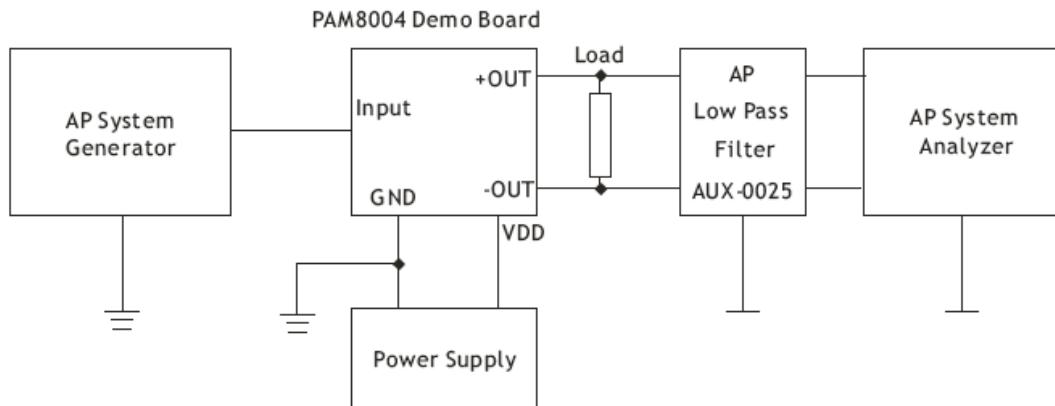 PAM8004 Demo Board
AP System
Generator
Input
+OUT
-OUT
GND
VDD
Load
AP
Low Pass
Filter
AUX-0025
AP System
Analyzer
Power Supply